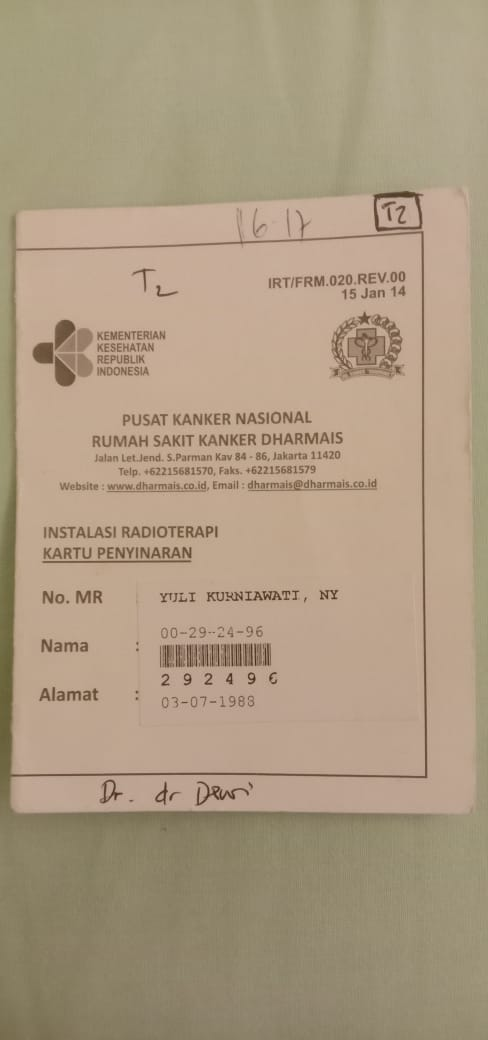 16-17
T2
T2
IRT/FRM.020.REV.00
15 Jan 14
KEMENTERIAN
KESEHATAN
REPUBLIK
INDONESIA
PUSAT KANKER NASIONAL
RUMAH SAKIT KANKER DHARMAIS
Jalan Let.Jend. S.Parman Kav 84 - 86, Jakarta 11420
Telp. +62215681570, Faks. +62215681579
Website : www.dharmais.co.id, Email : dharmais@dharmais.co.id
INSTALASI RADIOTERAPI
KARTU PENYINARAN
No. MR YULI KURNIAWATI, NY
00-29-24-96
Nama :
2 9 2 4 9 6
Alamat : 03-07-1988
Dr. dr Dewi